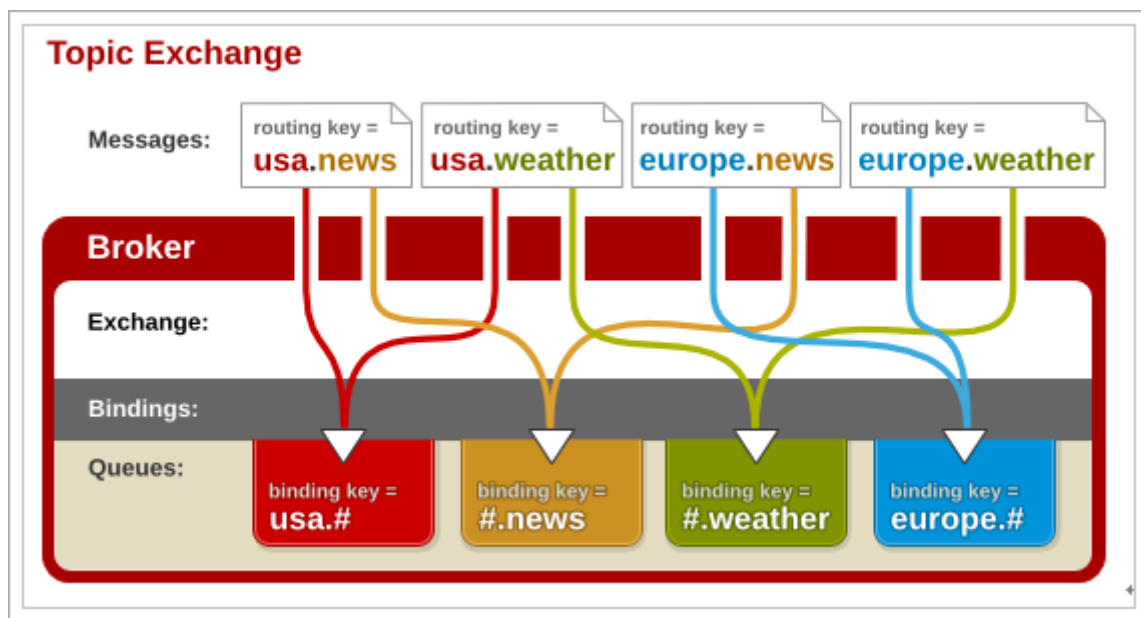 Topic Exchange
Messages:
routing key =
usa.news
routing key =
usa.weather
routing key =
europe.news
routing key =
europe.weather
Broker
Exchange:
Bindings:
Queues:
binding key =
usa.#
binding key =
#.news
binding key =
#.weather
binding key =
europe.#